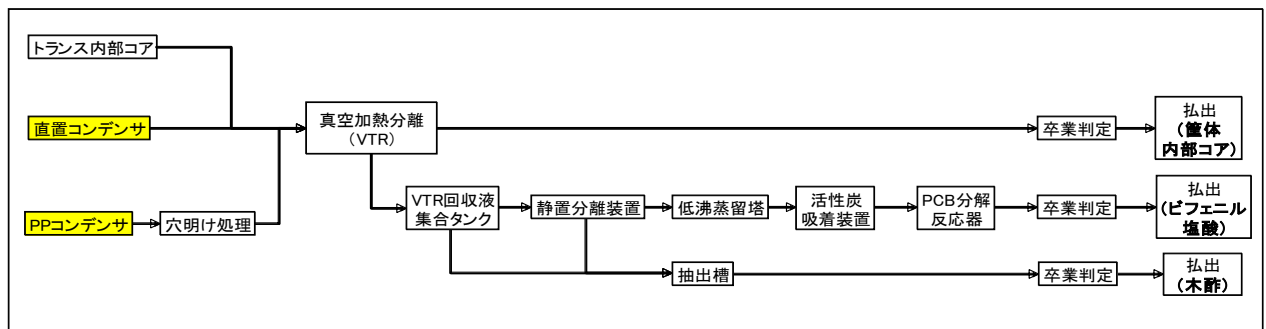 トランス内部コア
直置コンデンサ
PPコンデンサ
穴明け処理
真空加熱分離
（VTR）
卒業判定
払出
(筐体
内部コア)
VTR回収液
集合タンク
静置分離装置
低沸蒸留塔
活性炭
吸着装置
PCB分解
反応器
卒業判定
払出
(ビフェニル
塩酸)
抽出槽
卒業判定
払出
(木酢)